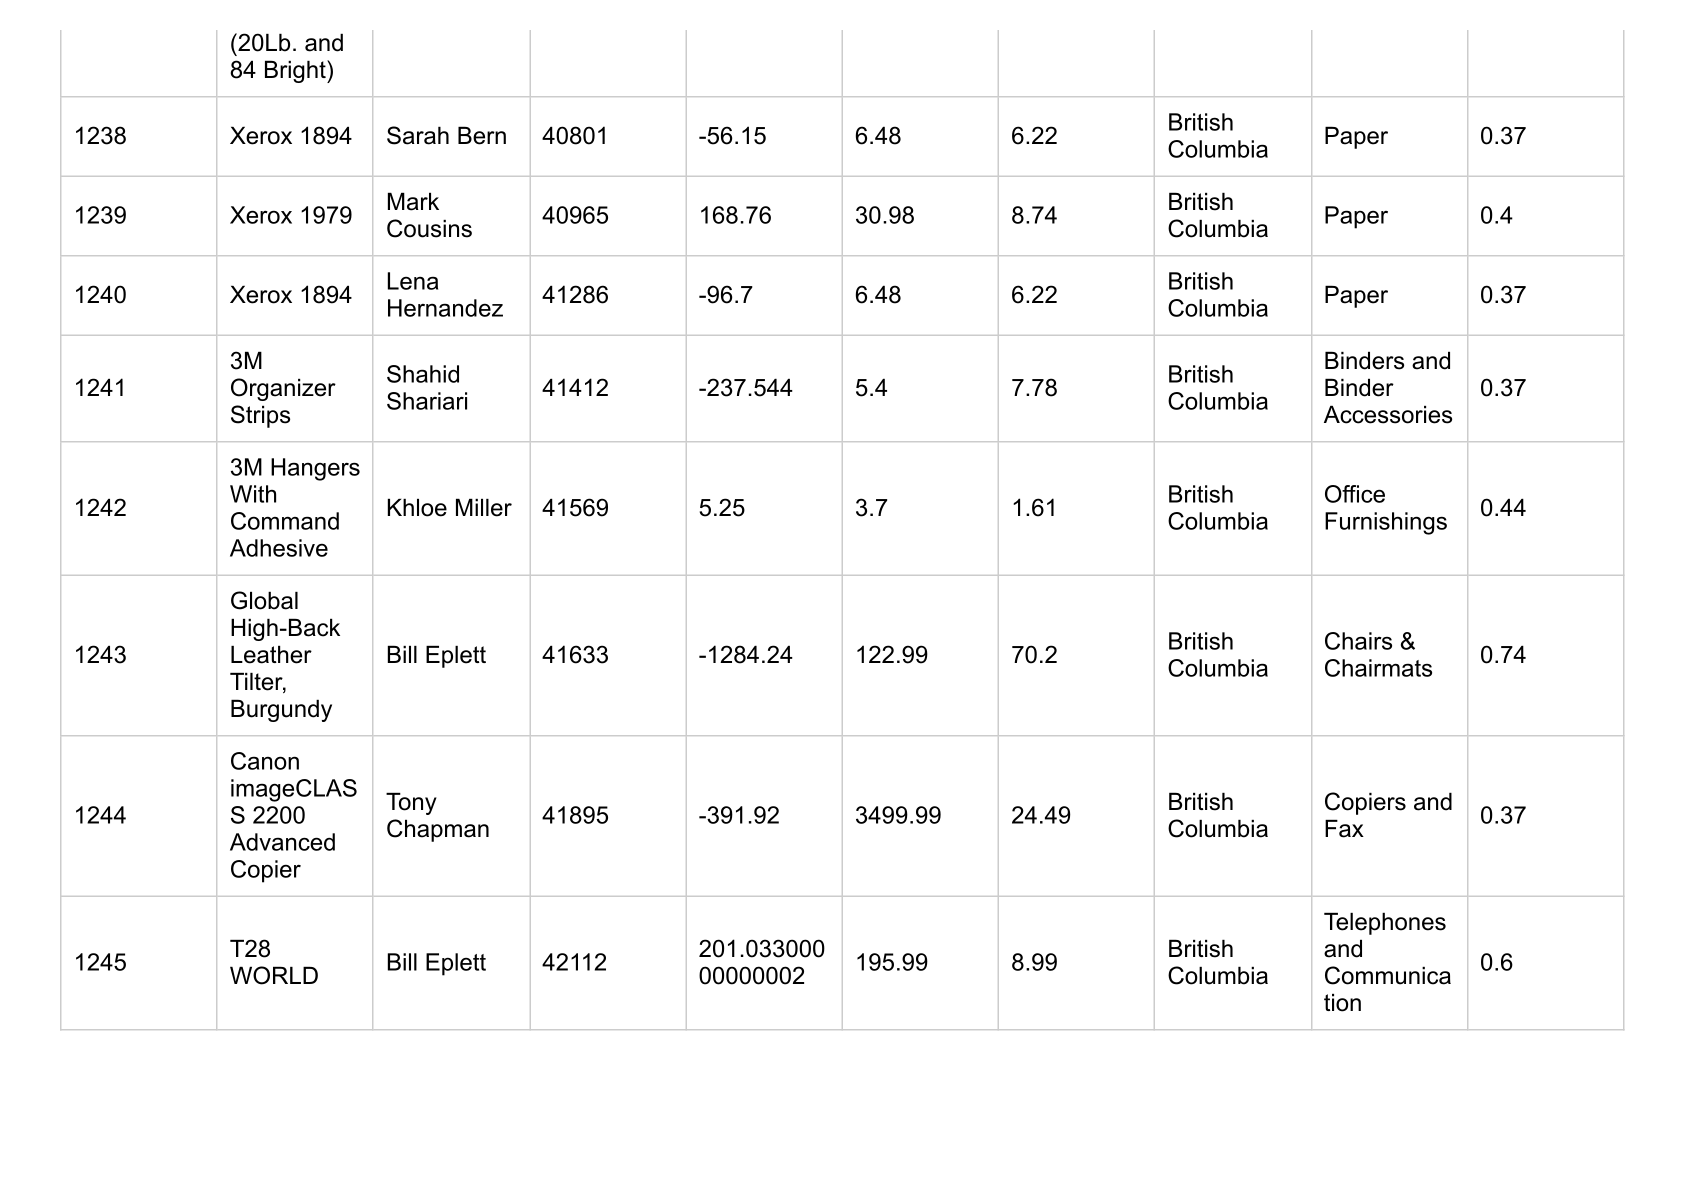 (20Lb. and
84 Bright)
1238 Xerox 1894 Sarah Bern 40801 -56.15 6.48 6.22 British Columbia Paper 0.37
1239 Xerox 1979 Mark Cousins 40965 168.76 30.98 8.74 British Columbia Paper 0.4
1240 Xerox 1894 Lena Hernandez 41286 -96.7 6.48 6.22 British Columbia Paper 0.37
1241
3M
Organizer
Strips
Shahid
Shariari
41412
-237.544
5.4
7.78
British
Columbia
Binders and
Binder
Accessories
0.37
1242
3M Hangers
With
Command
Adhesive
Khloe Miller
41569
5.25
3.7
1.61
British
Columbia
Office
Furnishings
0.44
1243
Global
High-Back
Leather
Tilter,
Burgundy
Bill Eplett
41633
-1284.24
122.99
70.2
British
Columbia
Chairs &
Chairmats
0.74
1244
Canon
imageCLAS
S 2200
Advanced
Copier
Tony
Chapman
41895
-391.92
3499.99
24.49
British
Columbia
Copiers and
Fax
0.37
1245
T28
WORLD
Bill Eplett
42112
201.033000
00000002
195.99
8.99
British
Columbia
Telephones
and
Communica
tion
0.6